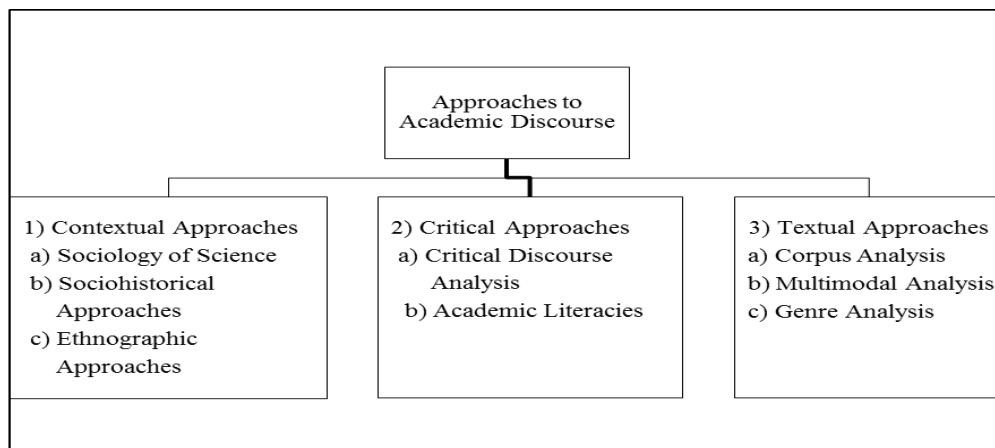 Approaches to
Academic Discourse
1) Contextual Approaches
a) Sociology of Science
b) Sociohistorical
Approaches
c) Ethnographic
Approaches
2) Critical Approaches
a) Critical Discourse
Analysis
b) Academic Literacies
3) Textual Approaches
a) Corpus Analysis
b) Multimodal Analysis
c) Genre Analysis